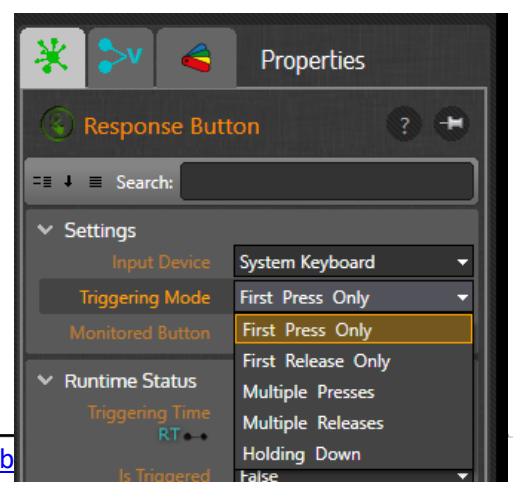 V
Properties
Response Button
?
Search:
Settings
Input Device System Keyboard
Triggering Mode First Press Only
Monitored Button First Press Only
First Release Only
Runtime Status
Multiple Presses
Triggering Time
Multiple Releases
RT
Holding Down
b
Is Triggered False